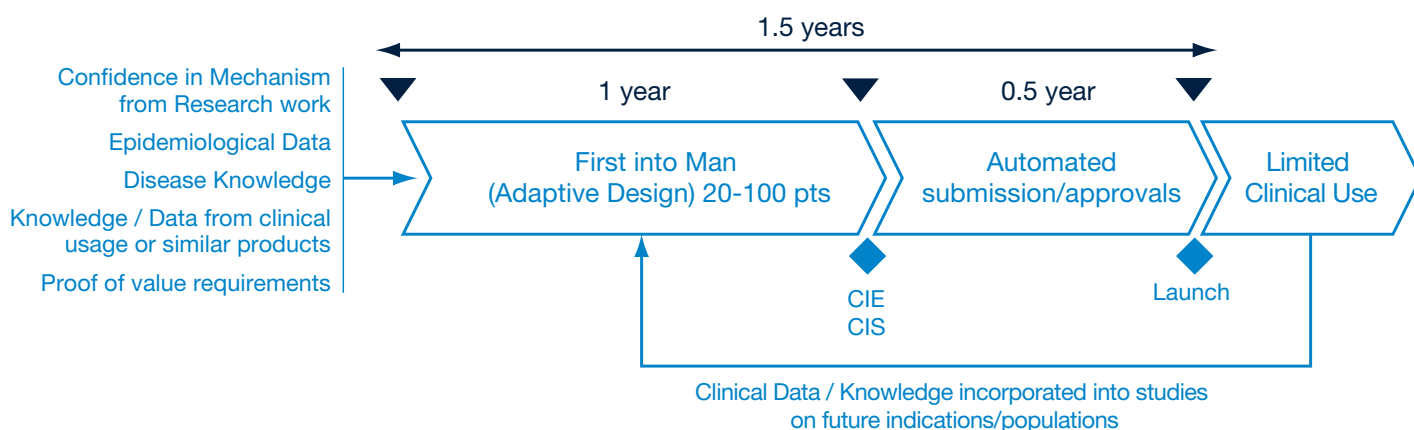 1.5 years
Confidence in Mechanism
from Research work
Epidemiological Data
Disease Knowledge
Knowledge / Data from clinical
usage or similar products
Proof of value requirements
1 year
0.5 year
First into Man
(Adaptive Design) 20-100 pts
Automated
submission/approvals
Limited
Clinical Use
CIE
CIS
Launch
Clinical Data / Knowledge incorporated into studies
on future indications/populations